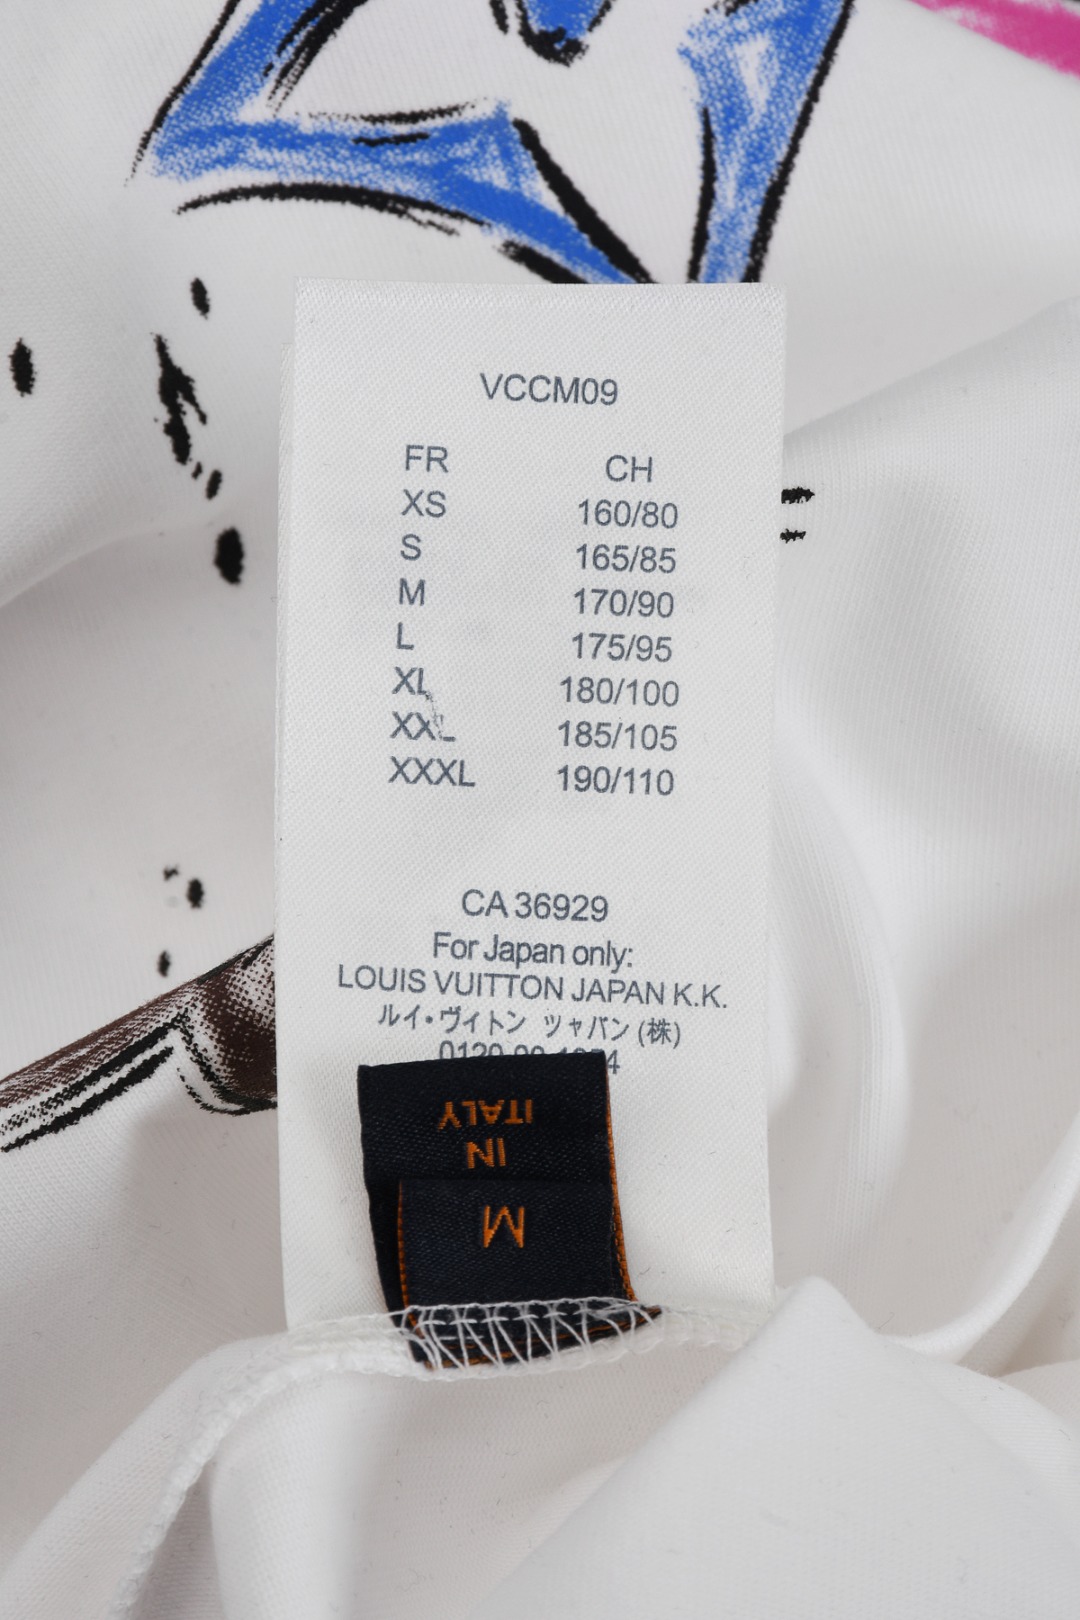 VCCM09
FR CH
XS 160/80
S 165/85
M 170/90
L 175/95
XL 180/100
XXL 185/105
XXXL 190/110
CA 36929
For Japan only:
LOUIS VUITTON JAPAN K.K.
ルイ・ヴィトン ツャパン (株)
IN
ITALY
M